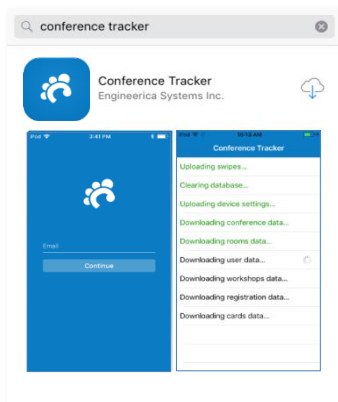 conference tracker
Conference Tracker
Engineerica Systems Inc.
iPod 3:41 PM
Email
Continue
iPod 10:13 AM
Conference Tracker
Uploading swipes...
Clearing database...
Uploading device settings...
Downloading conference data...
Downloading rooms data...
Downloading user data...
Downloading workshops data...
Downloading registration data...
Downloading cards data...